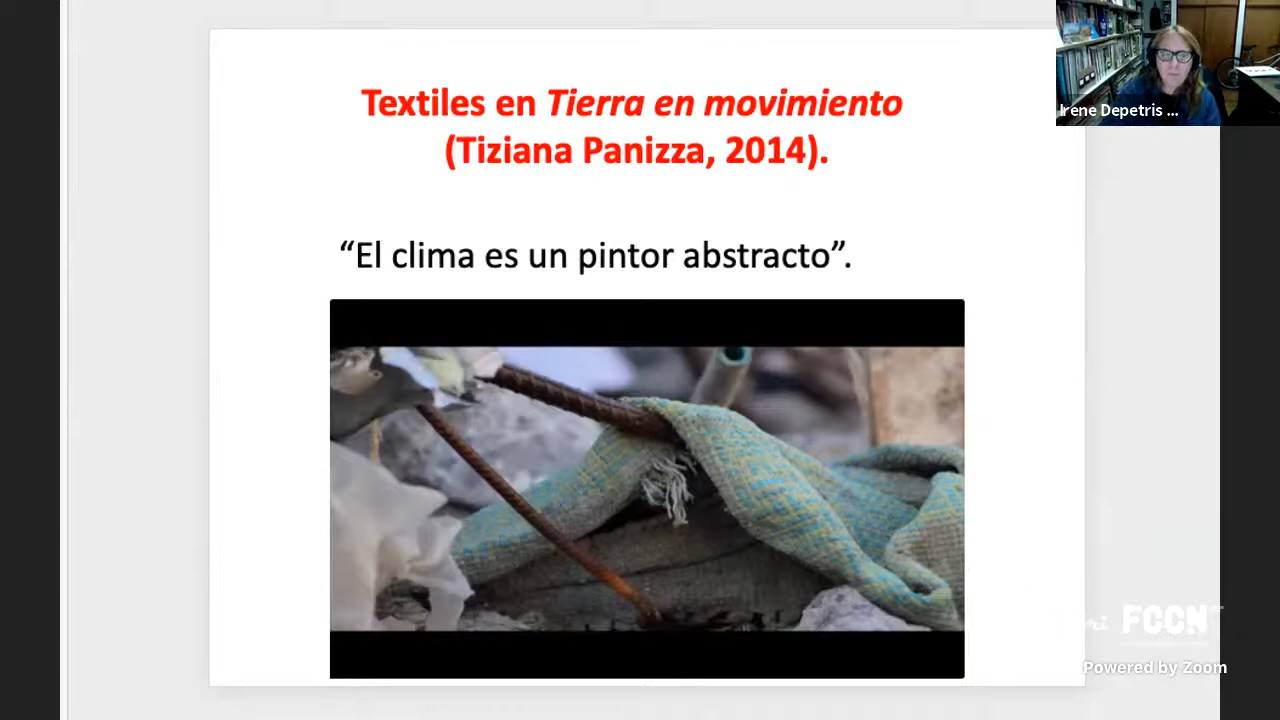 Textiles en Tierra en movimiento
(Tiziana Panizza, 2014).
“El clima es un pintor abstracto”.
Irene Depetris ...
FCCN
Powered by Zoom